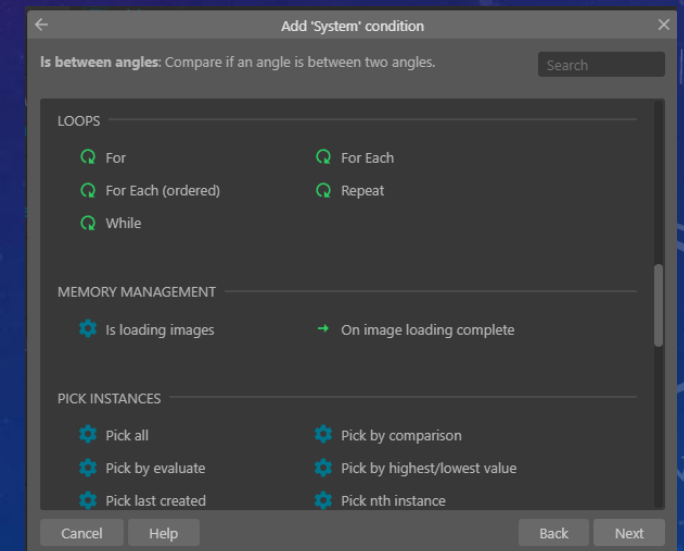 Add 'System' condition
Is between angles: Compare if an angle is between two angles.
Search
LOOPS
For
For Each
For Each (ordered)
Repeat
While
MEMORY MANAGEMENT
Is loading images
On image loading complete
PICK INSTANCES
Pick all
Pick by comparison
Pick by evaluate
Pick by highest/lowest value
Pick last created
Pick nth instance
Cancel
Help
Back
Next